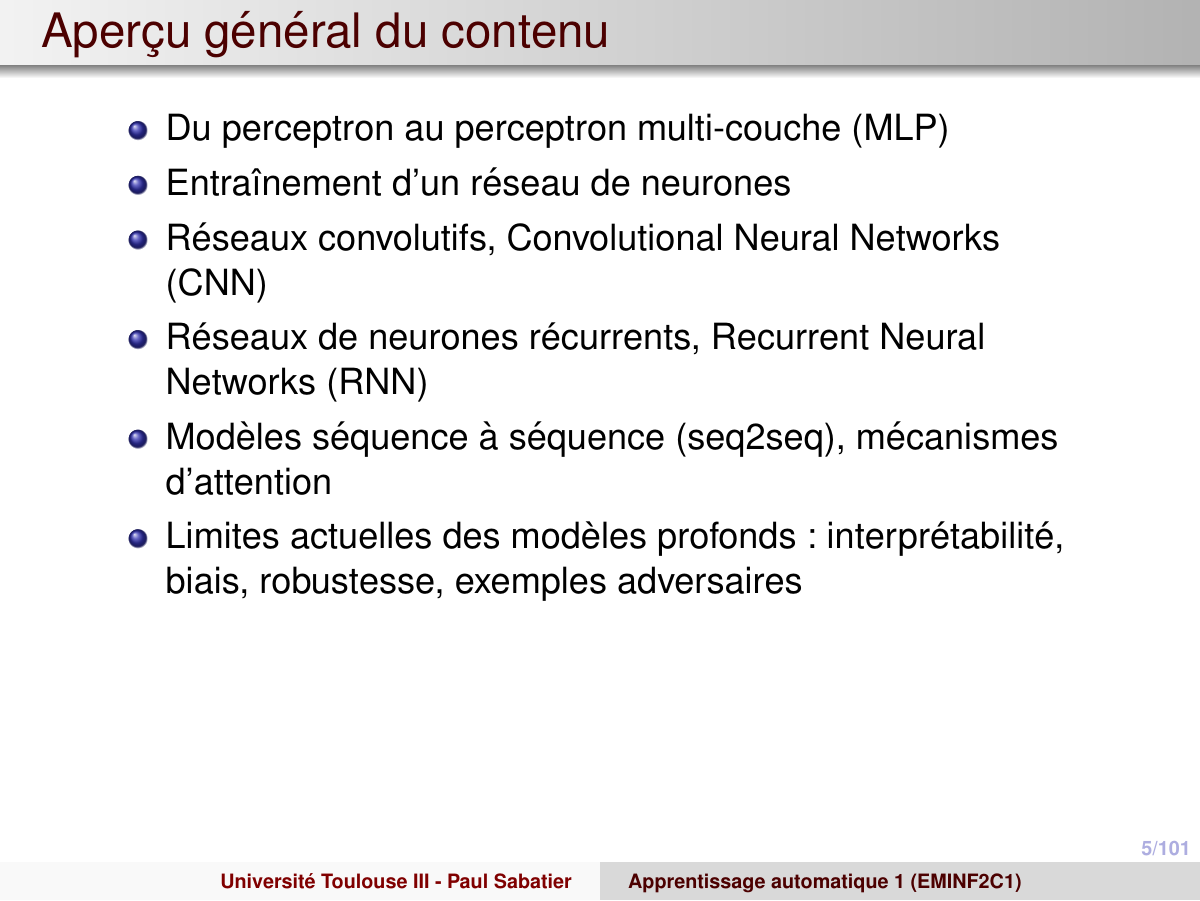 Aperçu général du contenu
Du perceptron au perceptron multi-couche (MLP)
Entraînement d’un réseau de neurones
Réseaux convolutifs, Convolutional Neural Networks
(CNN)
Réseaux de neurones récurrents, Recurrent Neural
Networks (RNN)
Modèles séquence à séquence (seq2seq), mécanismes
d’attention
Limites actuelles des modèles profonds : interprétabilité,
biais, robustesse, exemples adversaires
5/101
Université Toulouse III - Paul Sabatier
Apprentissage automatique 1 (EMINF2C1)